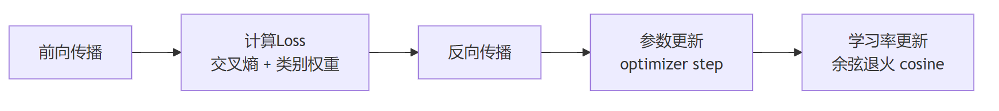 前向传播
计算Loss
交叉熵 + 类别权重
反向传播
参数更新
optimizer step
学习率更新
余弦退火 cosine